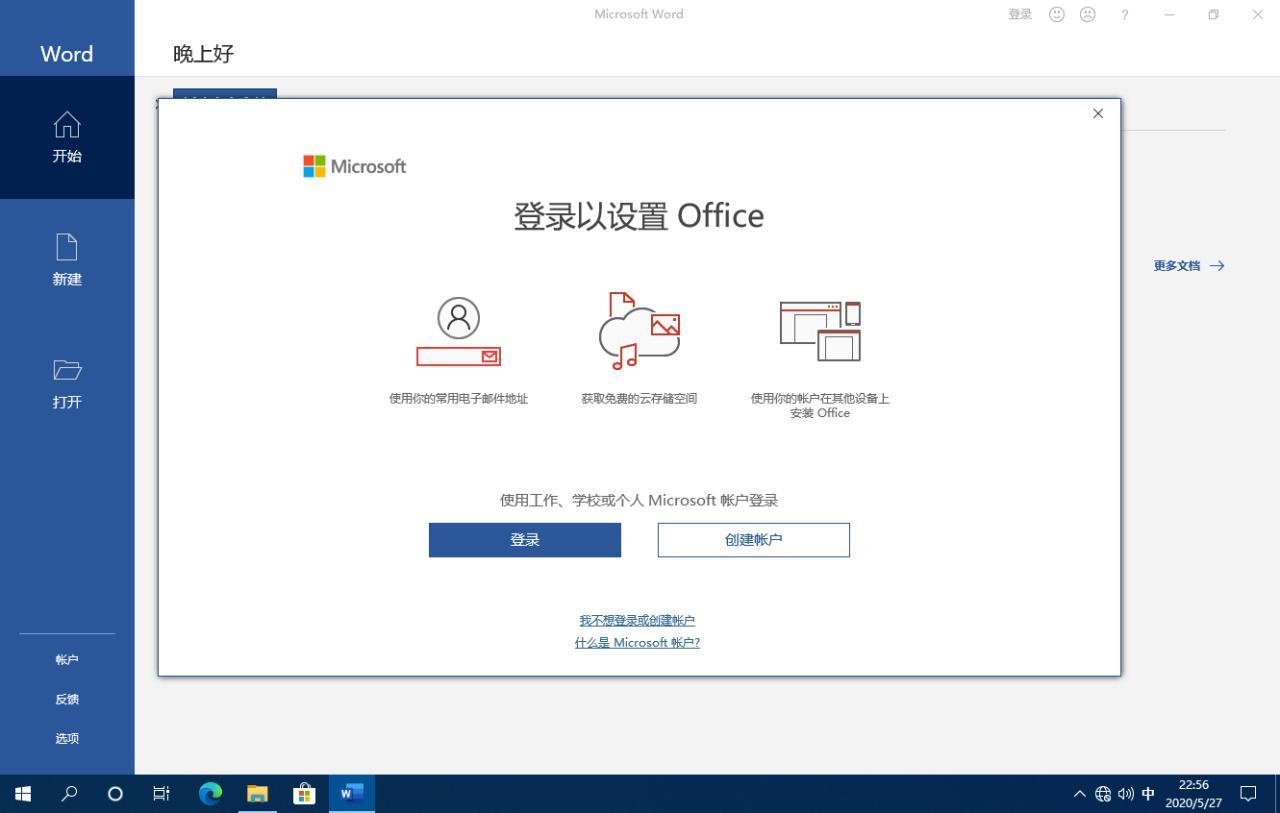 Microsoft Word
登录
?
Word
晚上好
开始
新建
打开
帐户
反馈
选项
更多文档
Microsoft
登录以设置 Office
使用你的常用电子邮件地址
获取免费的云存储空间
使用你的帐户在其他设备上
安装 Office
使用工作、学校或个人 Microsoft 帐户登录
登录
创建帐户
我不想登录或创建帐户
什么是 Microsoft 帐户?
中
22:56
2020/5/27